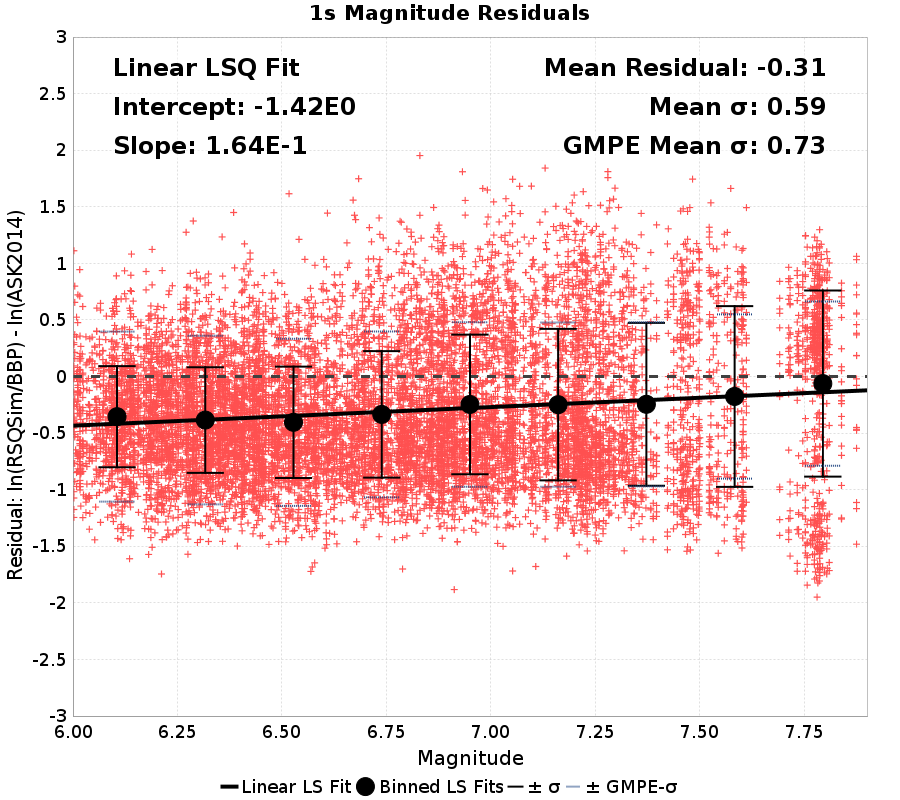 1s Magnitude Residuals
Linear LSQ Fit
Intercept: -1.42E0
Slope: 1.64E-1
Mean Residual: -0.31
Mean σ: 0.59
GMPE Mean σ: 0.73
Residual: ln(RSQSim/BBP) - ln(ASK2014)
3
2.5
2
1.5
1
0.5
0
-0.5
-1
-1.5
-2
-2.5
-3
6.00 6.25 6.50 6.75 7.00 7.25 7.50 7.75
Magnitude
Linear LS Fit Binned LS Fits ± σ ± GMPE-σ